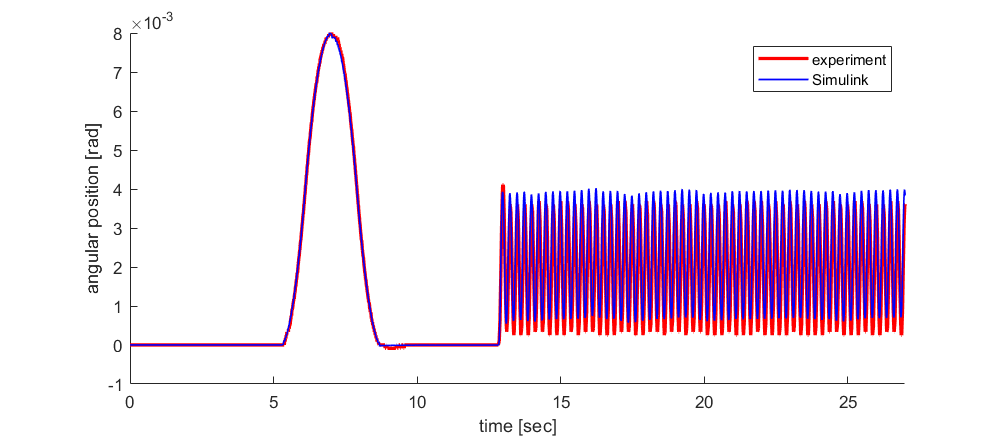 ×10-3
8
7
6
5
4
3
2
1
0
-1
angular position [rad]
experiment
Simulink
0 5 10 15 20 25
time [sec]